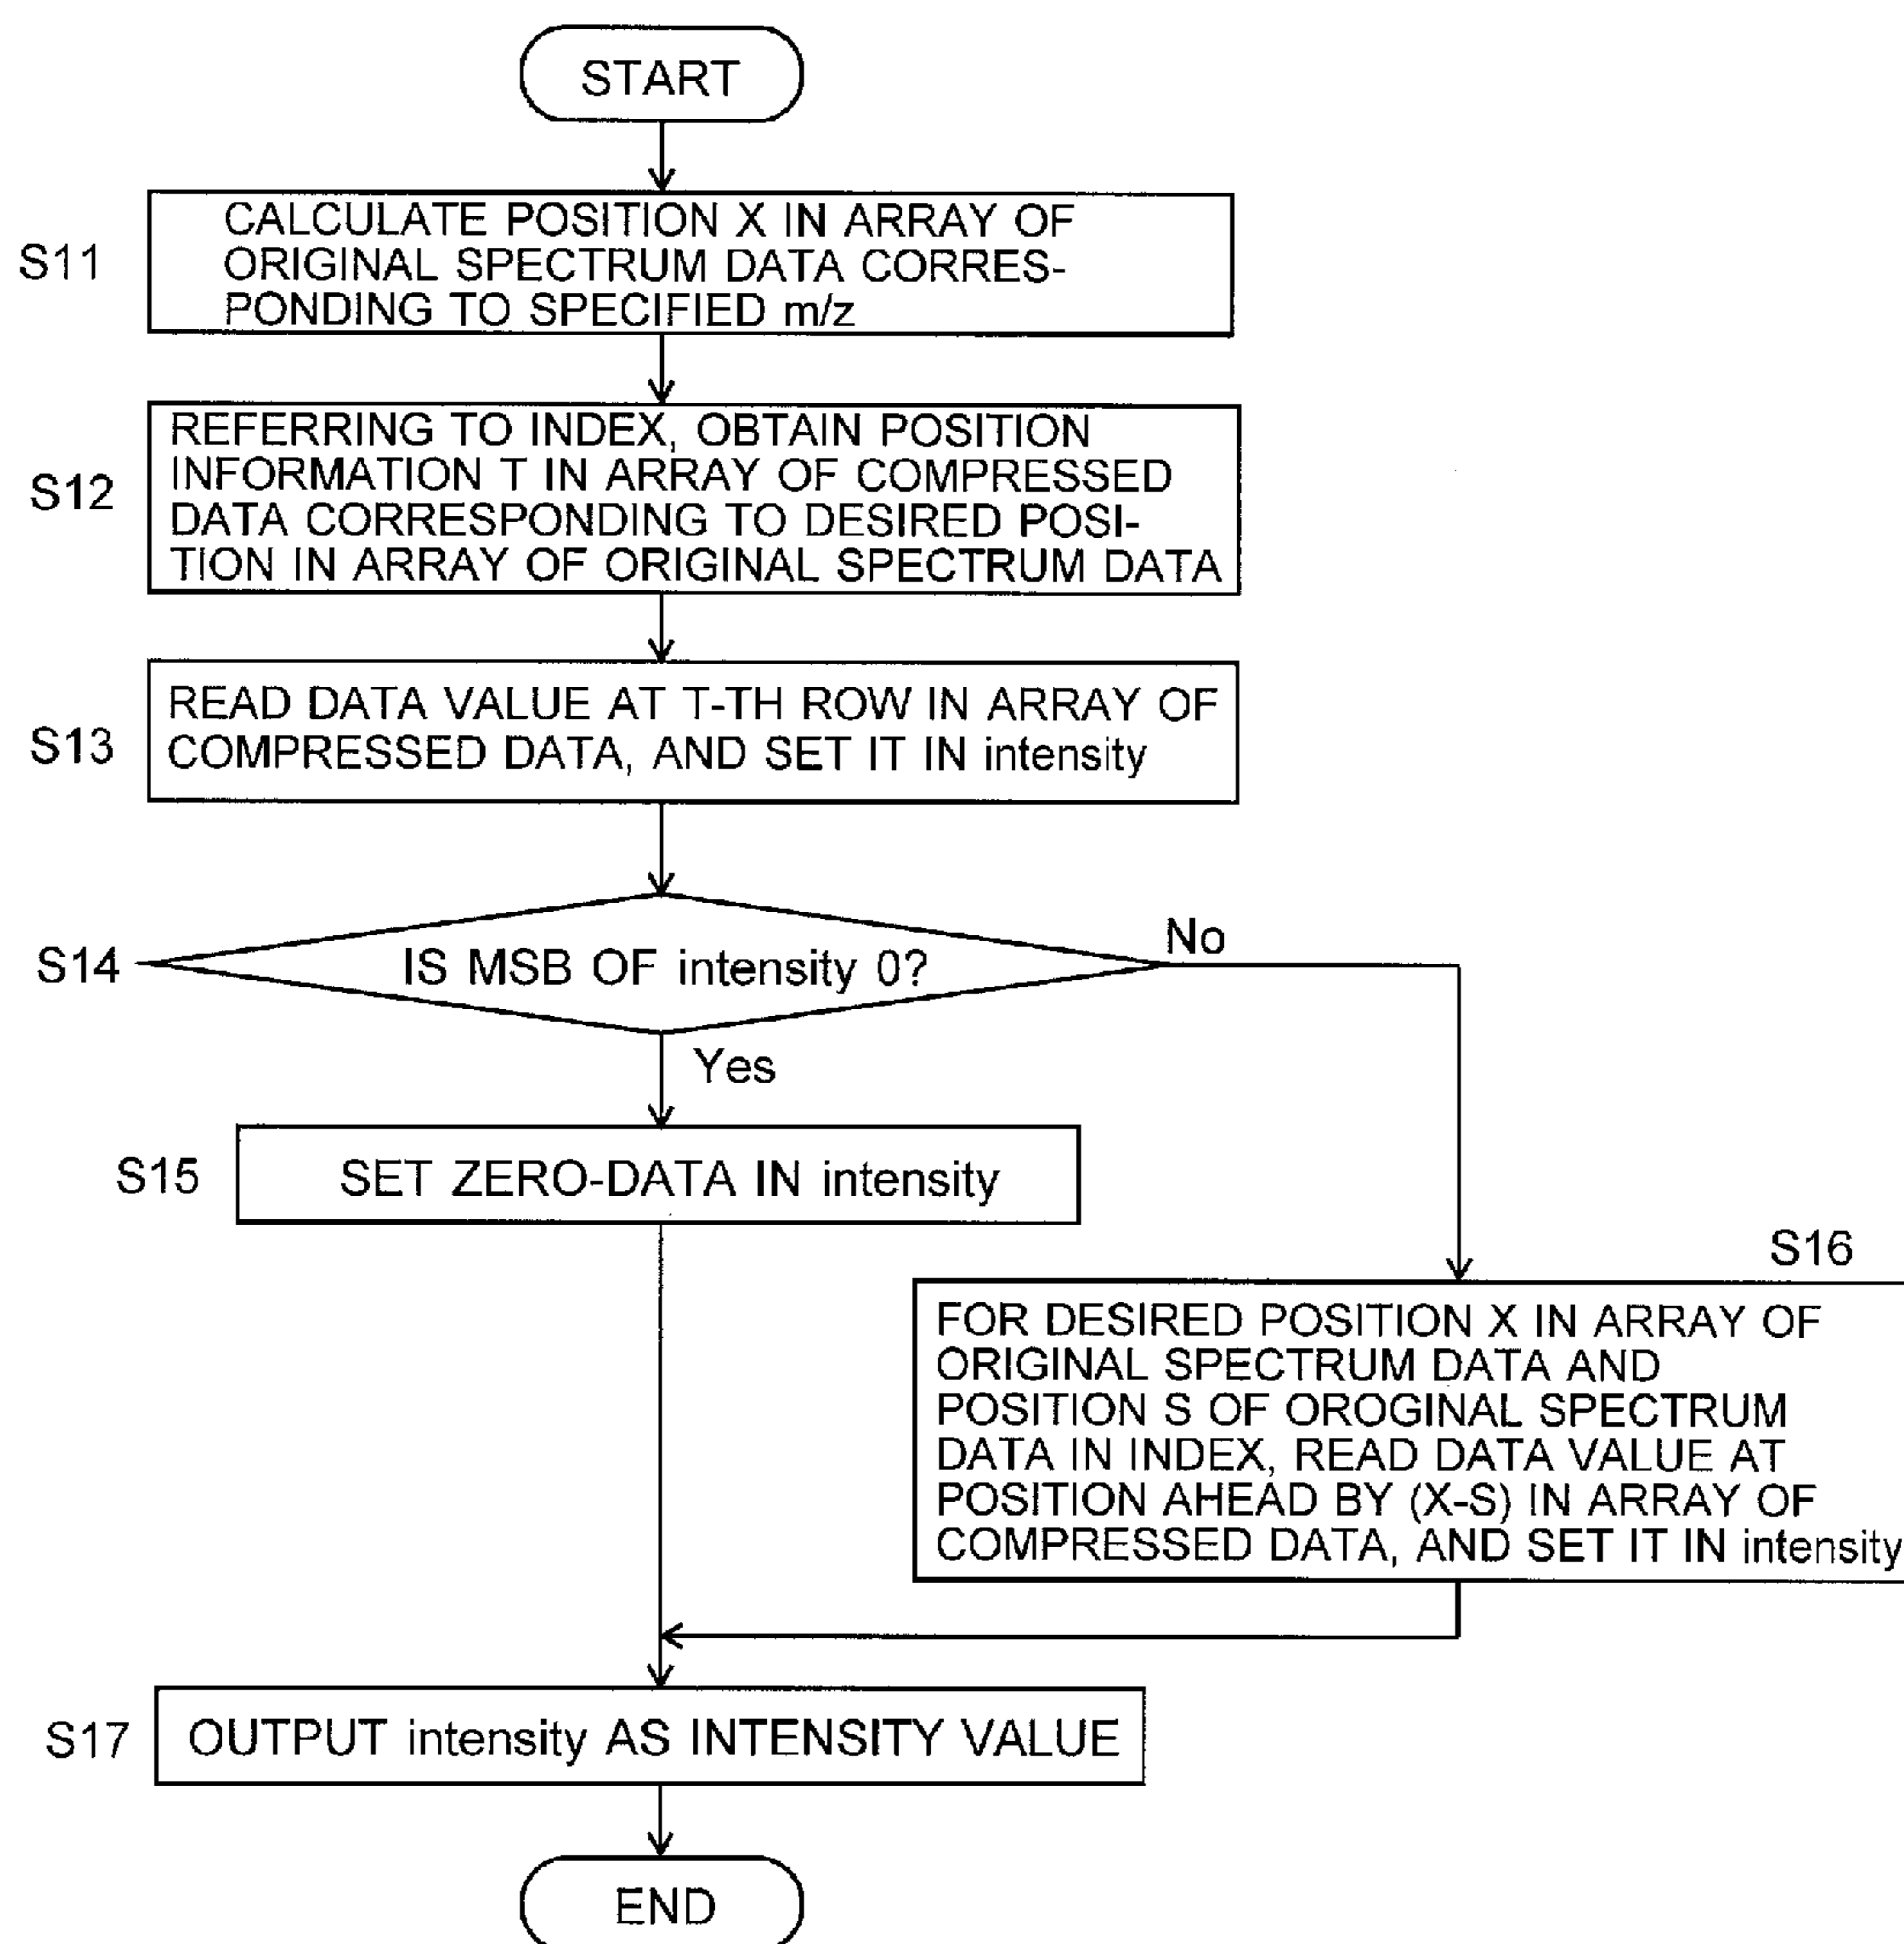 START
S11
CALCULATE POSITION X IN ARRAY OF
ORIGINAL SPECTRUM DATA CORRES-
PONDING TO SPECIFIED m/z
S12
REFERRING TO INDEX, OBTAIN POSITION
INFORMATION T IN ARRAY OF COMPRESSED
DATA CORRESPONDING TO DESIRED POSI-
TION IN ARRAY OF ORIGINAL SPECTRUM DATA
S13
READ DATA VALUE AT T-TH ROW IN ARRAY OF
COMPRESSED DATA, AND SET IT IN intensity
S14
IS MSB OF intensity 0?
No
Yes
S15
SET ZERO-DATA IN intensity
S16
FOR DESIRED POSITION X IN ARRAY OF
ORIGINAL SPECTRUM DATA AND
POSITION S OF OROGINAL SPECTRUM
DATA IN INDEX, READ DATA VALUE AT
POSITION AHEAD BY (X-S) IN ARRAY OF
COMPRESSED DATA, AND SET IT IN intensity
S17
OUTPUT intensity AS INTENSITY VALUE
END